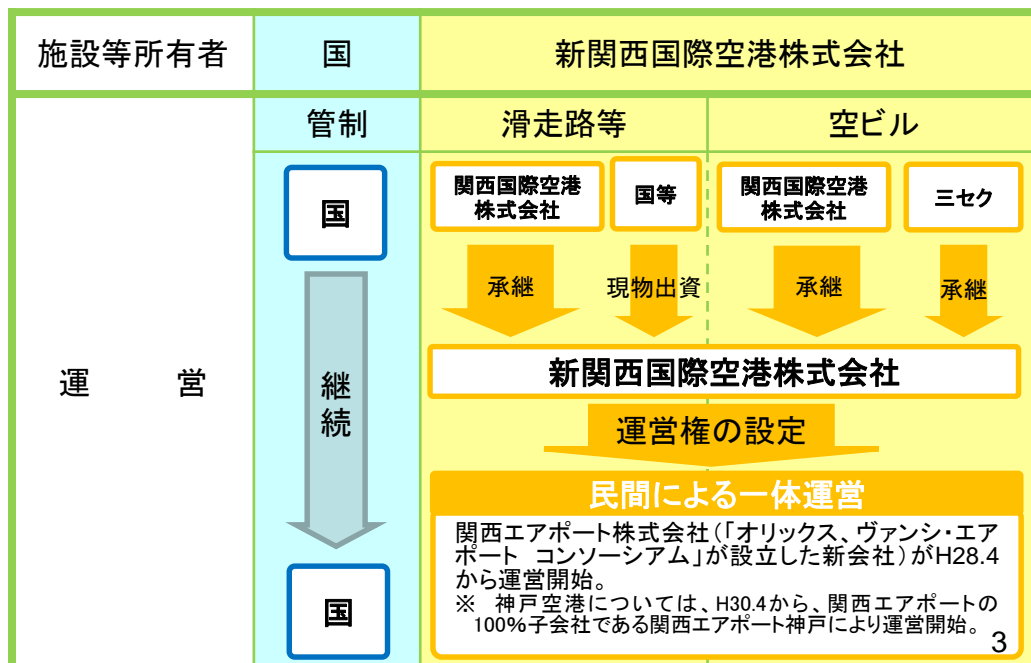 施設等所有者
国
新関西国際空港株式会社
運 営
管制
滑走路等
空ビル
国
関西国際空港
株式会社
国等
関西国際空港
株式会社
三セク
承継
現物出資
承継
承継
継続
新関西国際空港株式会社
運営権の設定
民間による一体運営
関西エアポート株式会社(「オリックス、ヴァンシ・エア
ポート コンソーシアム」が設立した新会社)がH28.4
から運営開始。
※ 神戸空港については、H30.4から、関西エアポートの
100%子会社である関西エアポート神戸により運営開始。
国
3